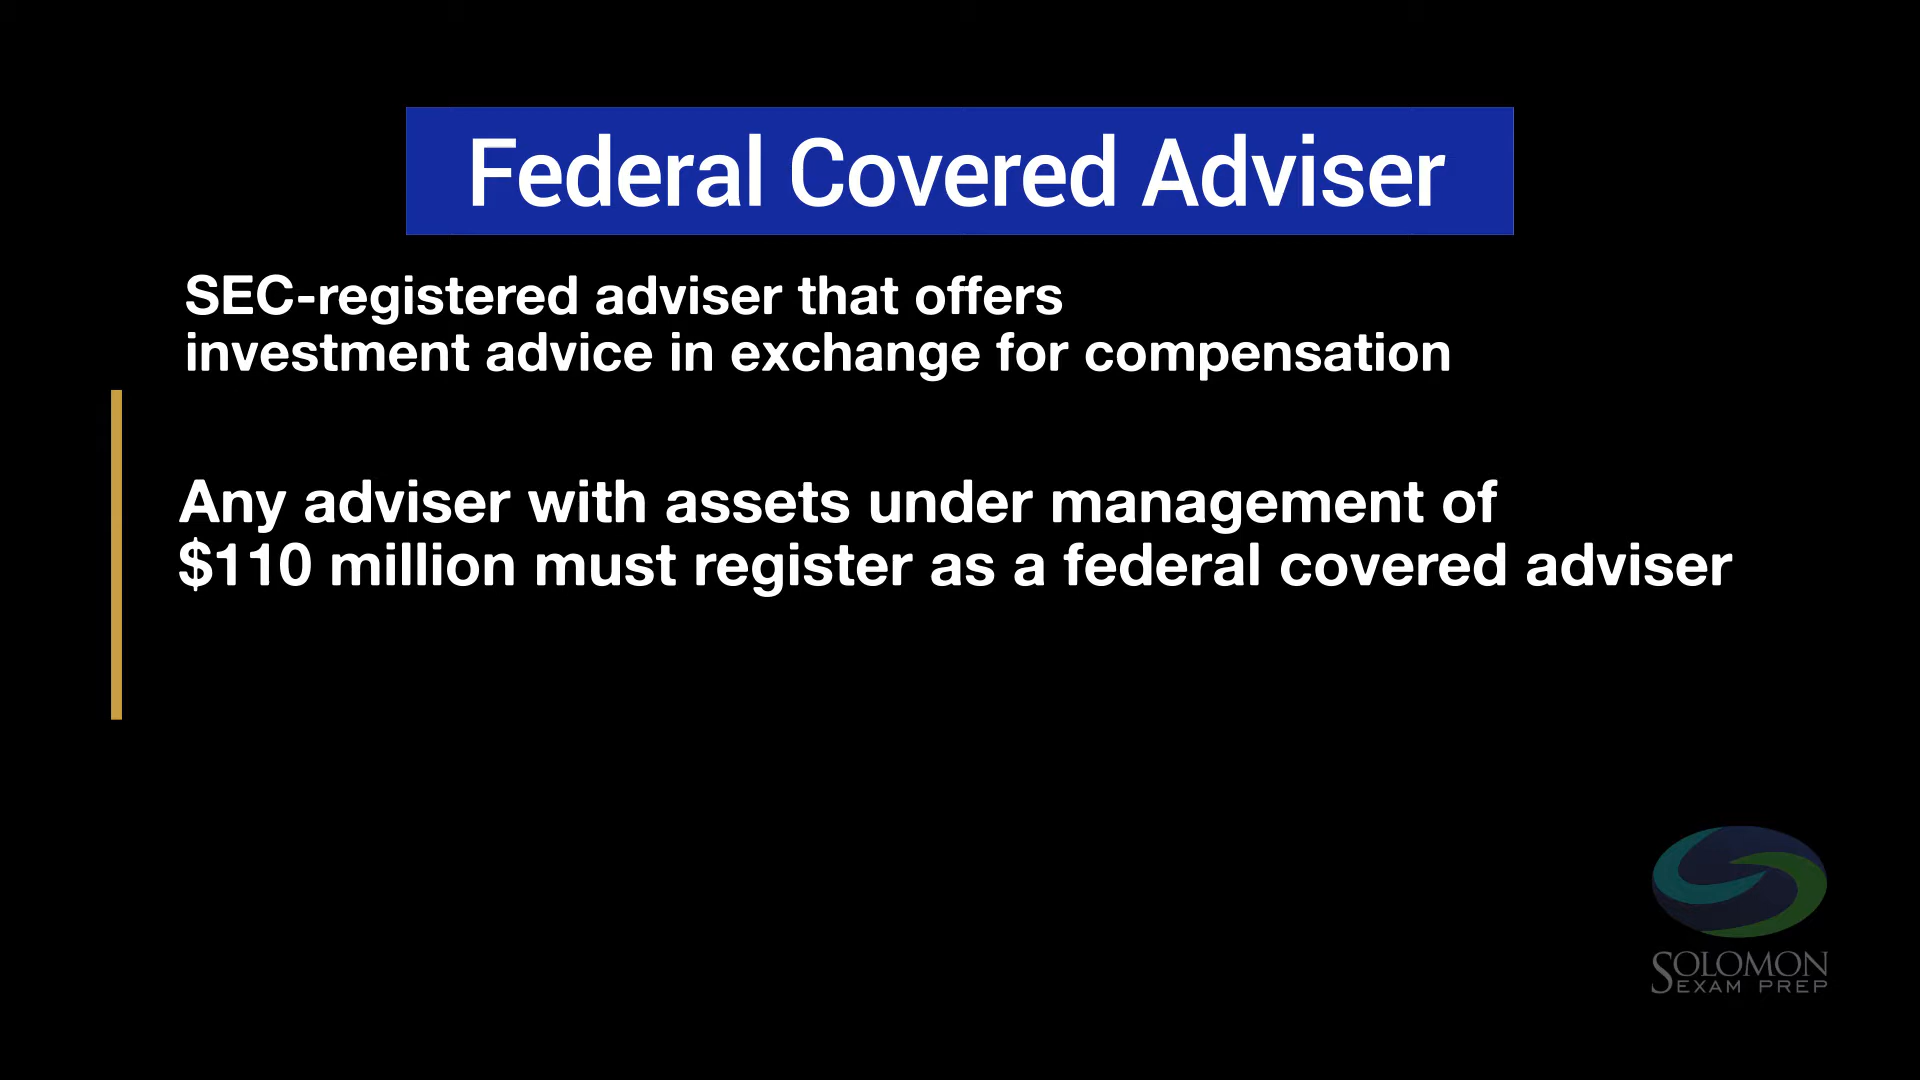 Federal Covered Adviser
SEC-registered adviser that offers
investment advice in exchange for compensation
Any adviser with assets under management of
$110 million must register as a federal covered adviser
SOLOMON
EXAM PREP